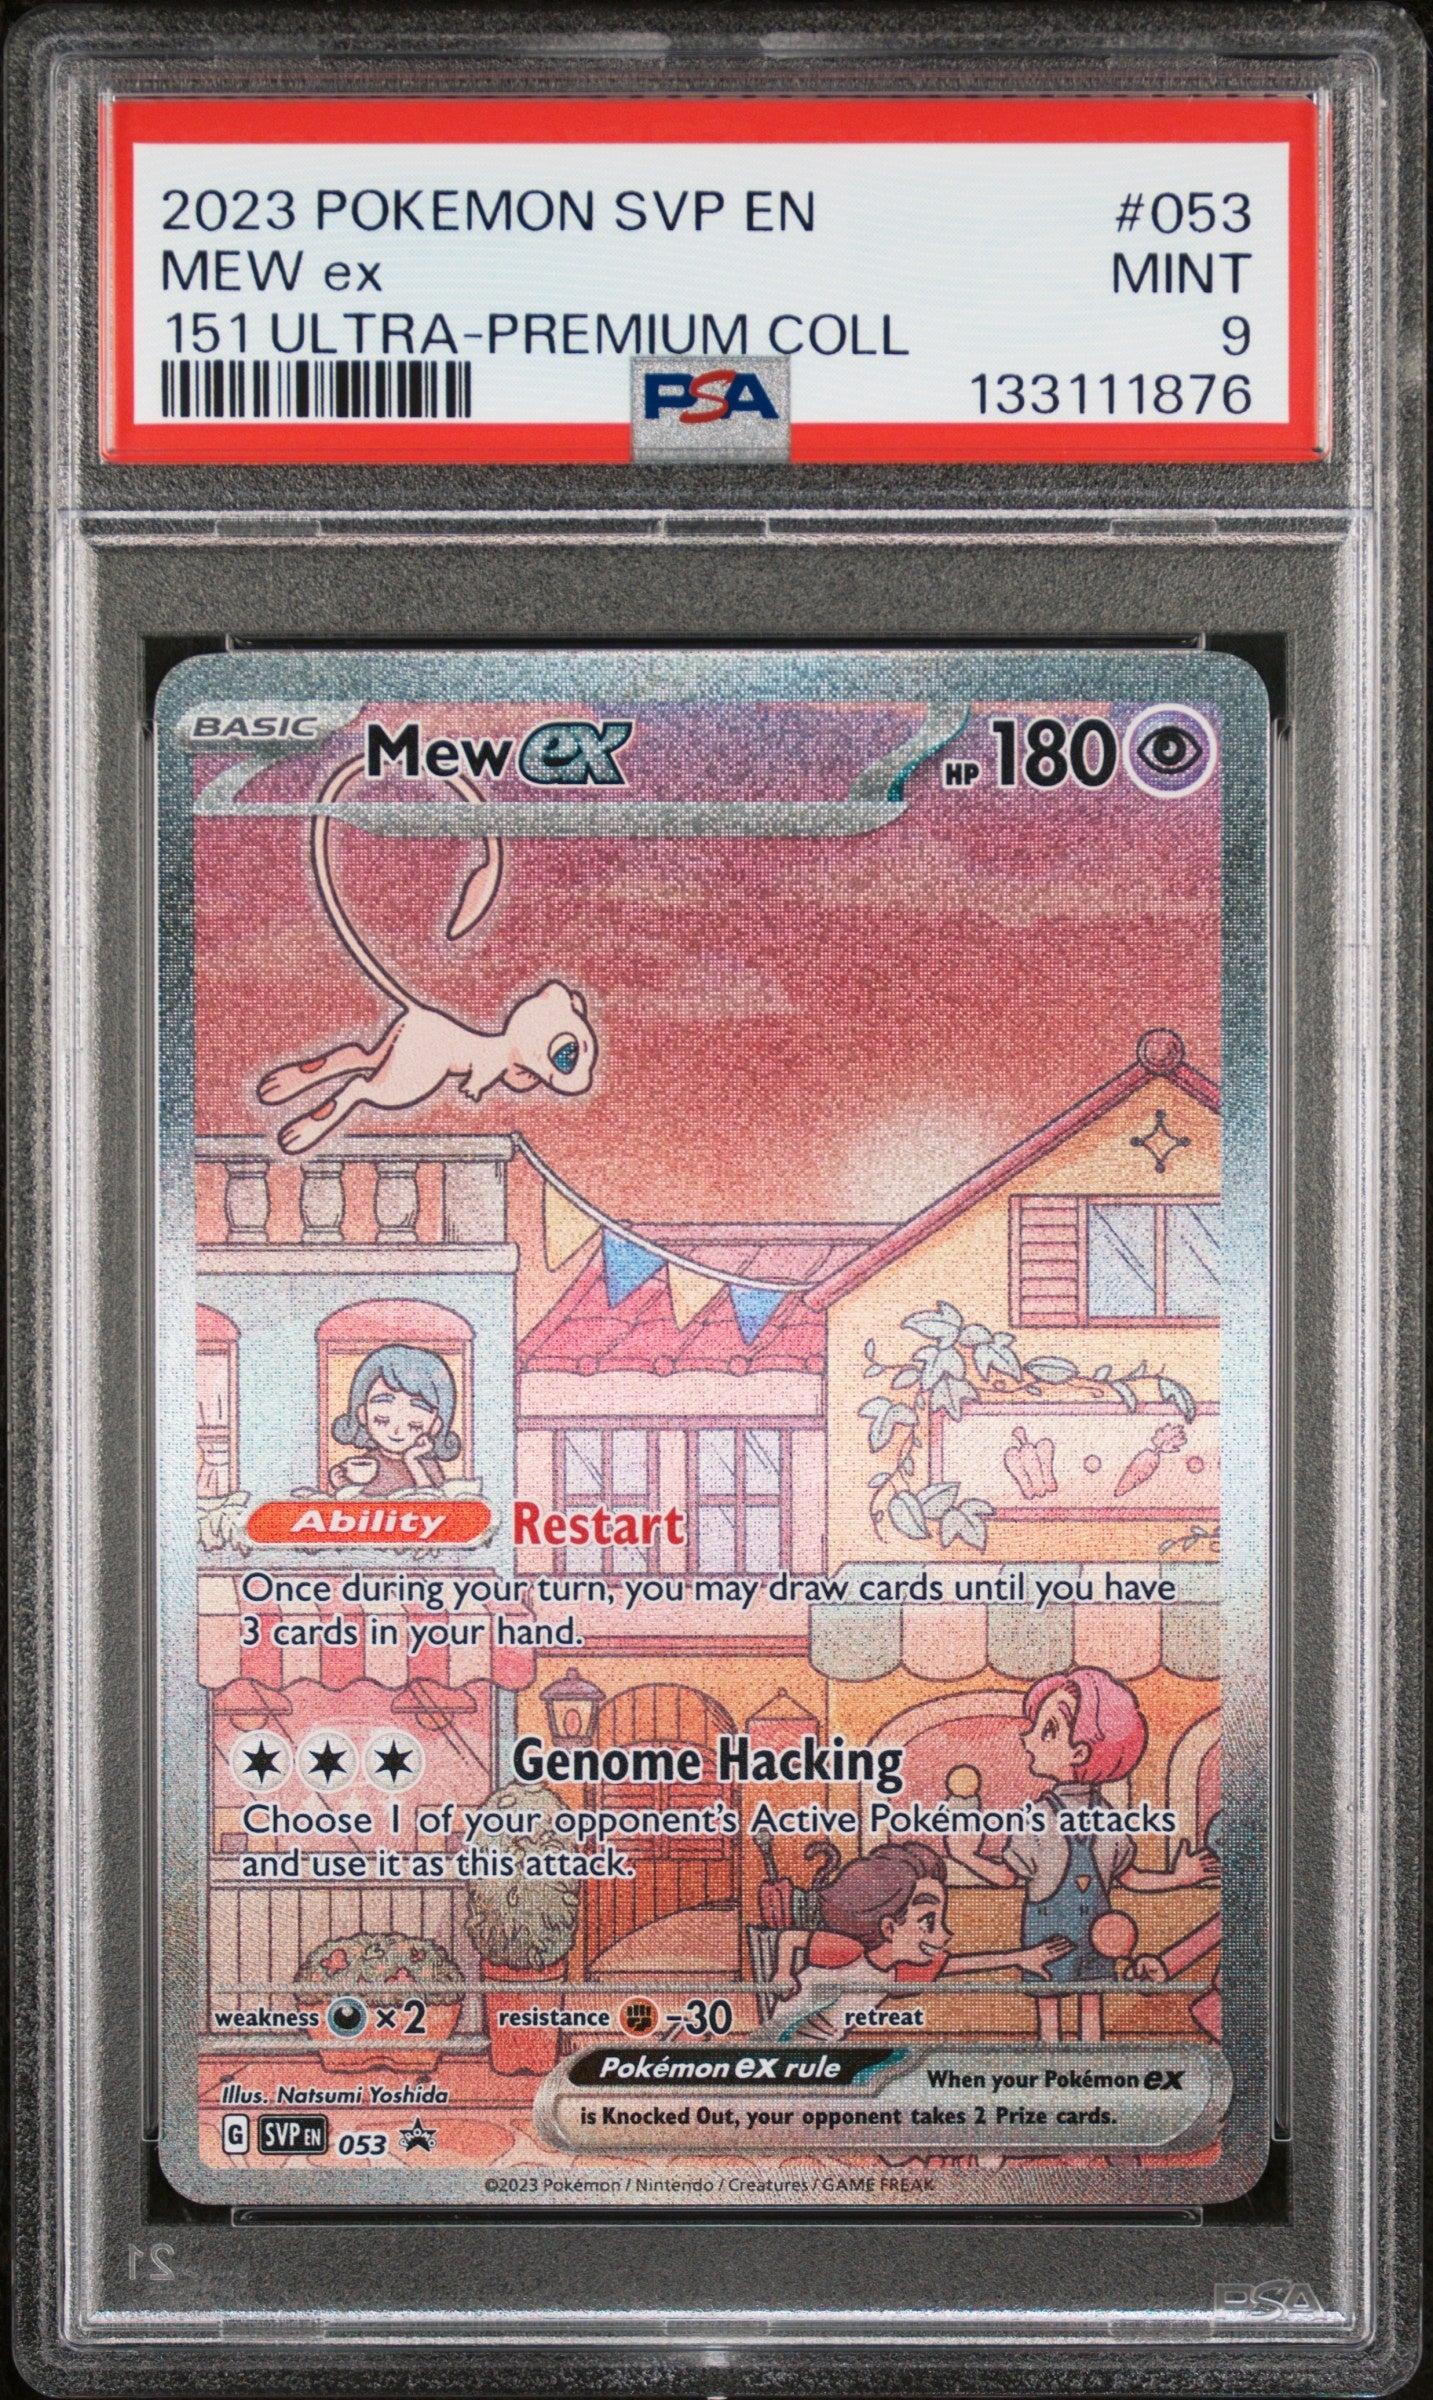 2023 POKEMON SVP EN #053
MEW ex MINT
151 ULTRA-PREMIUM COLL 9
PSA 133111876
BASIC Mew ex HP 180
Ability Restart
Once during your turn, you may draw cards until you have
3 cards in your hand.
Genome Hacking
Choose 1 of your opponent's Active Pokémon's attacks
and use it as this attack.
weakness ×2 resistance -30 retreat
Pokémon ex rule When your Pokémon ex
is Knocked Out, your opponent takes 2 Prize cards.
Illus. Natsumi Yoshida
G SVP EN 053 PROMO
©2023 Pokémon / Nintendo / Creatures / GAME FREAK
21
PSA